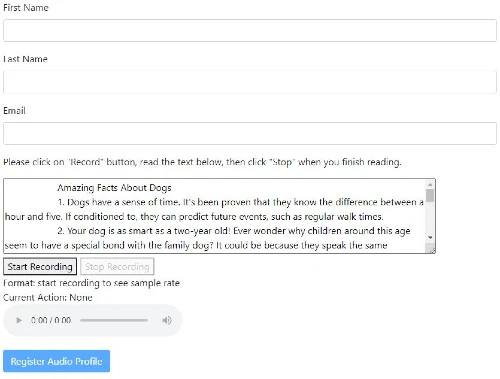 First Name
Last Name
Email
Please click on "Record" button, read the text below, then click "Stop" when you finish reading.
Amazing Facts About Dogs
1. Dogs have a sense of time. It's been proven that they know the difference between a
hour and five. If conditioned to, they can predict future events, such as regular walk times.
2. Your dog is as smart as a two-year old! Ever wonder why children around this age
seem to have a special bond with the family dog? It could be because they speak the same
Start Recording Stop Recording
Format: start recording to see sample rate
Current Action: None
0:00 / 0:00
Register Audio Profile